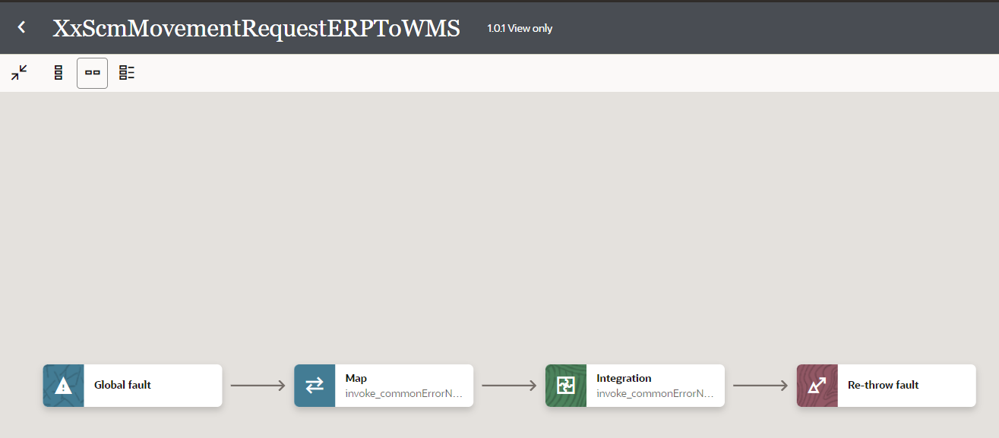 XxScmMovementRequestERPToWMS
1.0.1 View only
Global fault
Map
invoke_commonErrorN...
Integration
invoke_commonErrorN...
Re-throw fault